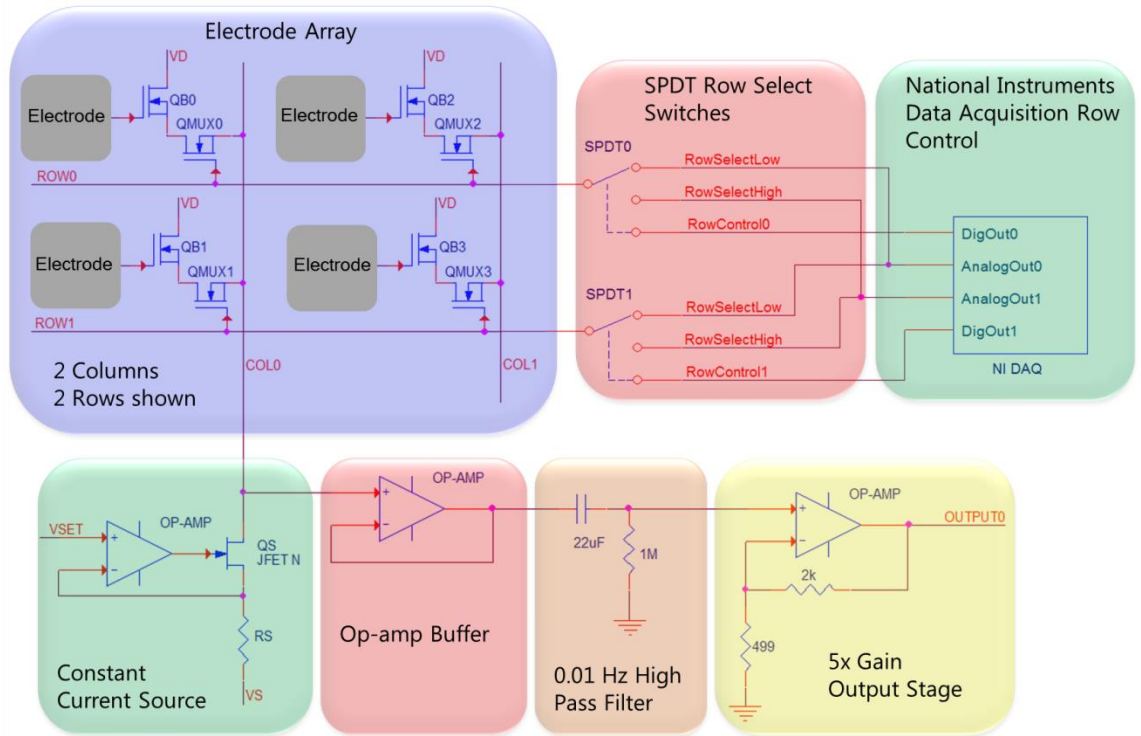 Electrode Array
VD
VD
Electrode
QB0
Electrode
QB2
QMUX0
QMUX2
ROW0
VD
VD
Electrode
QB1
Electrode
QB3
QMUX1
QMUX3
ROW1
2 Columns
2 Rows shown
COL0
COL1
SPDT Row Select
Switches
SPDT0
RowSelectLow
RowSelectHigh
RowControl0
SPDT1
RowSelectLow
RowSelectHigh
RowControl1
National Instruments
Data Acquisition Row
Control
DigOut0
AnalogOut0
AnalogOut1
DigOut1
NI DAQ
VSET
OP-AMP
+
-
QS
JFET N
RS
VS
Constant
Current Source
OP-AMP
+
-
Op-amp Buffer
22uF
1M
0.01 Hz High
Pass Filter
OP-AMP
+
-
OUTPUT0
2k
499
5x Gain
Output Stage